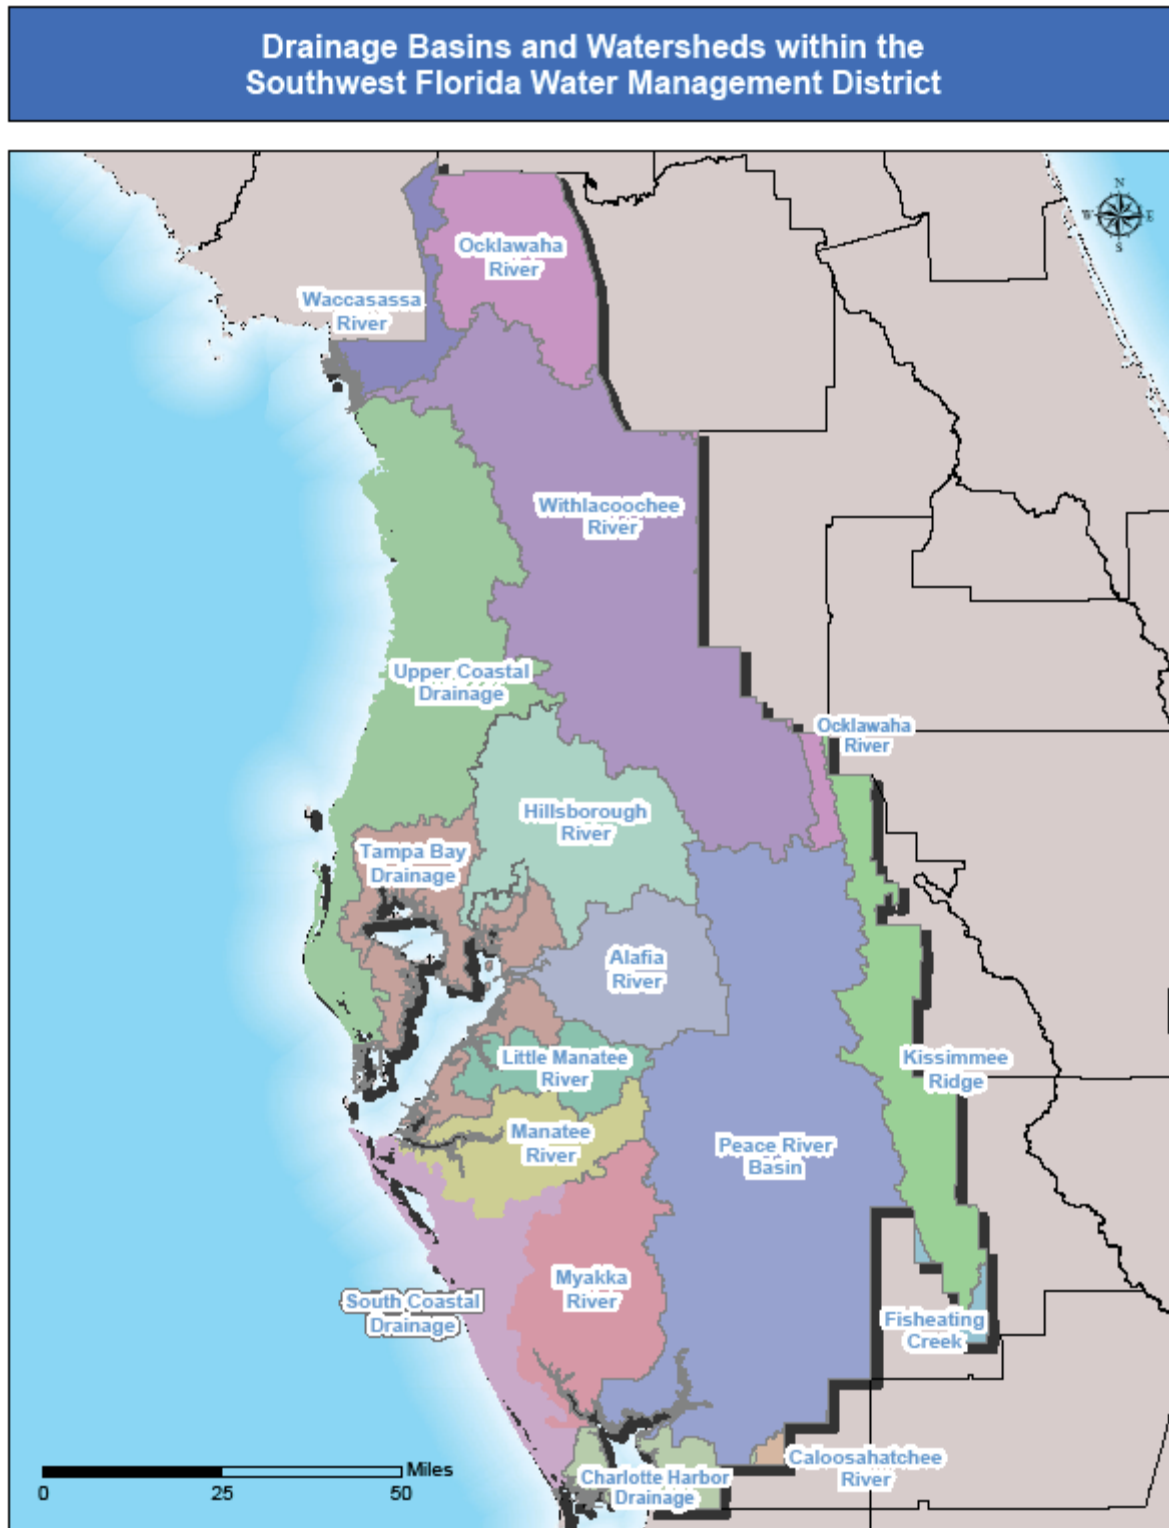 Drainage Basins and Watersheds within the
Southwest Florida Water Management District
N
W
E
S
Ocklawaha
River
Waccasassa
River
Withlacoochee
River
Upper Coastal
Drainage
Ocklawaha
River
Hillsborough
River
Tampa Bay
Drainage
Alafia
River
Little Manatee
River
Kissimmee
Ridge
Manatee
River
Peace River
Basin
Myakka
River
South Coastal
Drainage
Fisheating
Creek
Caloosahatchee
River
Charlotte Harbor
Drainage
Miles
0 25 50